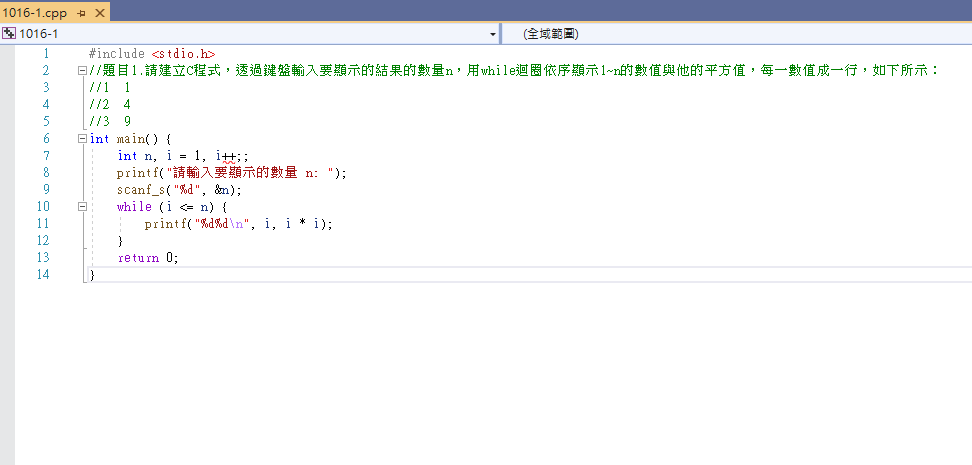 1016-1.cpp
1016-1 (全域範圍)
1 #include <stdio.h>
2 //題目1.請建立C程式，透過鍵盤輸入要顯示的結果的數量n，用while迴圈依序顯示1~n的數值與他的平方值，每一數值成一行，如下所示：
3 //1  1
4 //2  4
5 //3  9
6 int main() {
7     int n, i = 1, i++;;
8     printf("請輸入要顯示的數量 n: ");
9     scanf_s("%d", &n);
10     while (i <= n) {
11         printf("%d%d\n", i, i * i);
12     }
13     return 0;
14 }